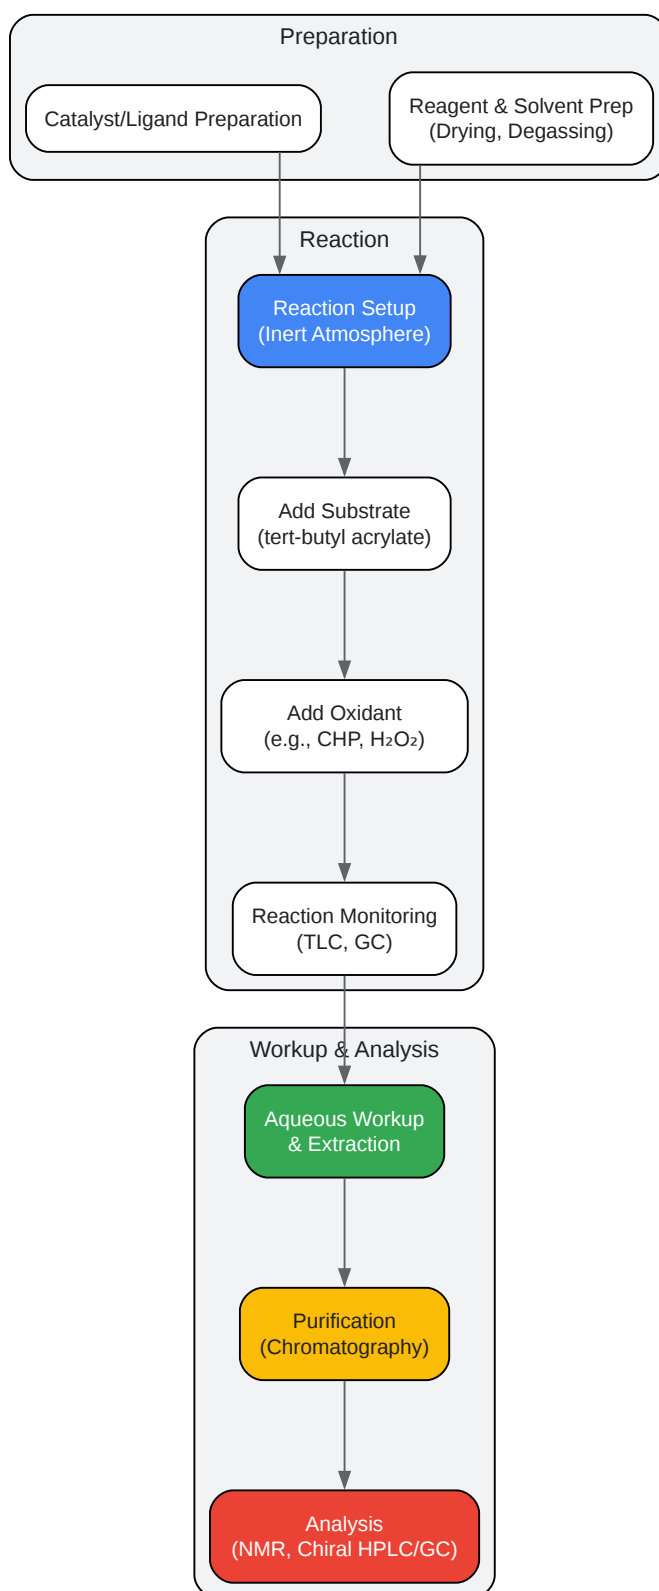 Preparation
Catalyst/Ligand Preparation
Reagent & Solvent Prep
(Drying, Degassing)
Reaction
Reaction Setup
(Inert Atmosphere)
Add Substrate
(tert-butyl acrylate)
Add Oxidant
(e.g., CHP, H₂O₂)
Reaction Monitoring
(TLC, GC)
Workup & Analysis
Aqueous Workup
& Extraction
Purification
(Chromatography)
Analysis
(NMR, Chiral HPLC/GC)